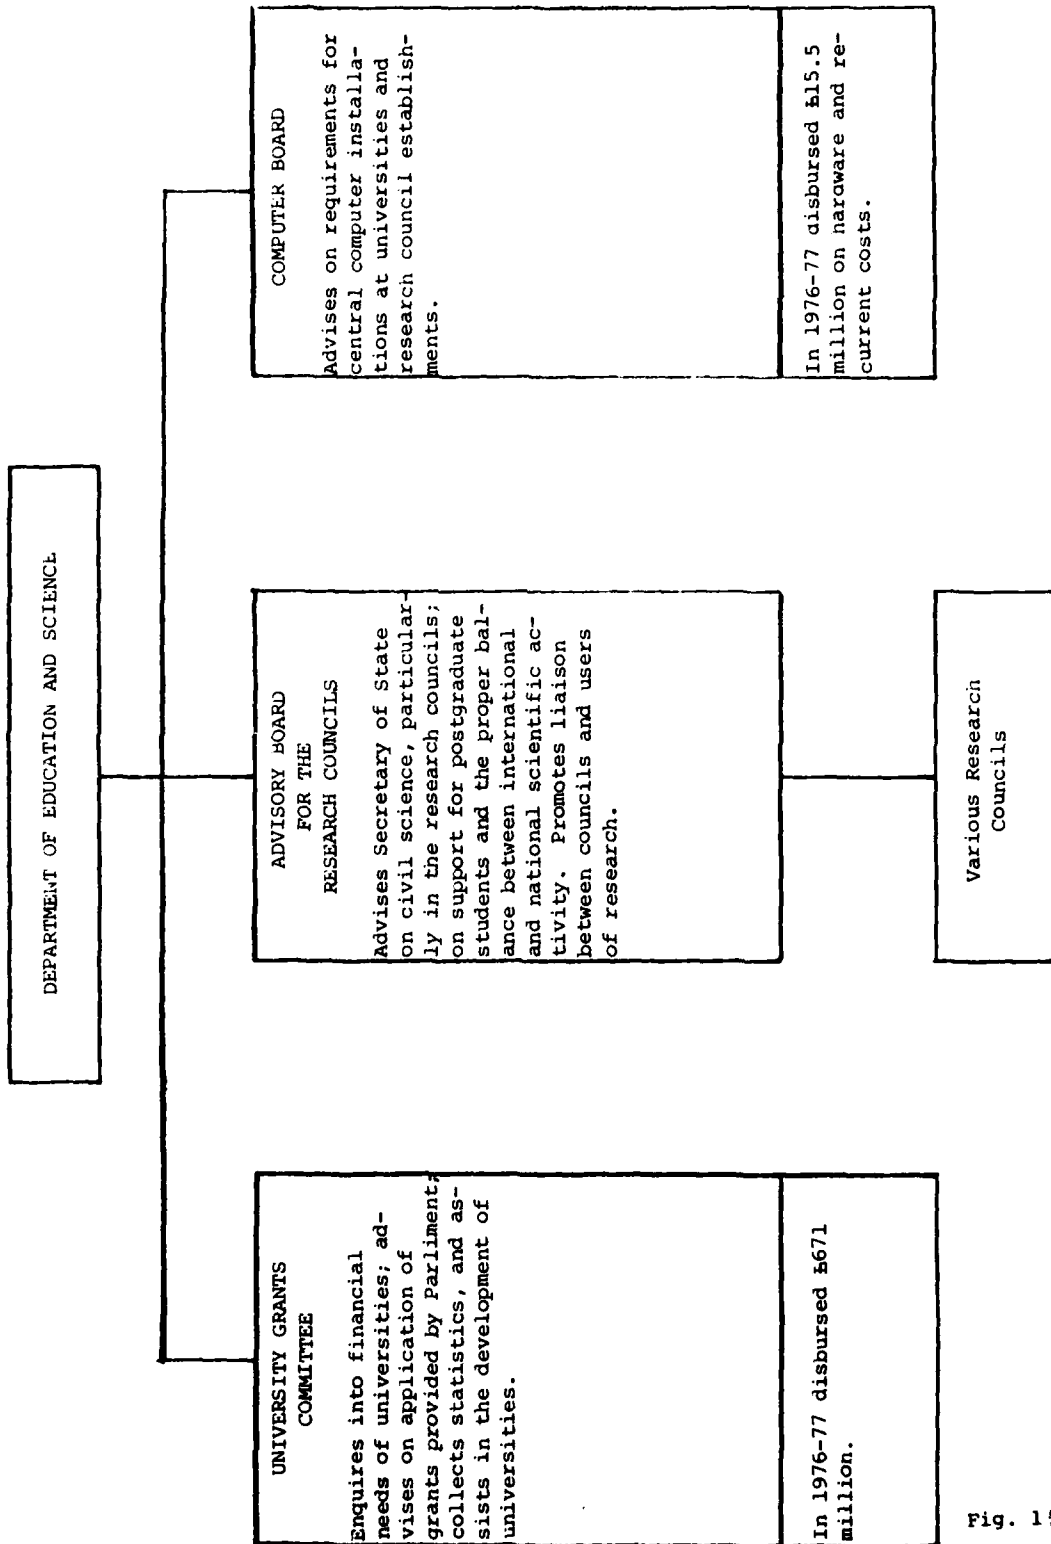 DEPARTMENT OF EDUCATION AND SCIENCE
UNIVERSITY GRANTS
COMMITTEE
Enquires into financial
needs of universities; ad-
vises on application of
grants provided by Parliment;
collects statistics, and as-
sists in the development of
universities.
In 1976-77 disbursed £671
million.
ADVISORY BOARD
FOR THE
RESEARCH COUNCILS
Advises Secretary of State
on civil science, particular-
ly in the research councils;
on support for postgraduate
students and the proper bal-
ance between international
and national scientific ac-
tivity. Promotes liaison
between councils and users
of research.
Various Research
Councils
COMPUTER BOARD
Advises on requirements for
central computer installa-
tions at universities and
research council establish-
ments.
In 1976-77 disbursed £15.5
million on hardware and re-
current costs.